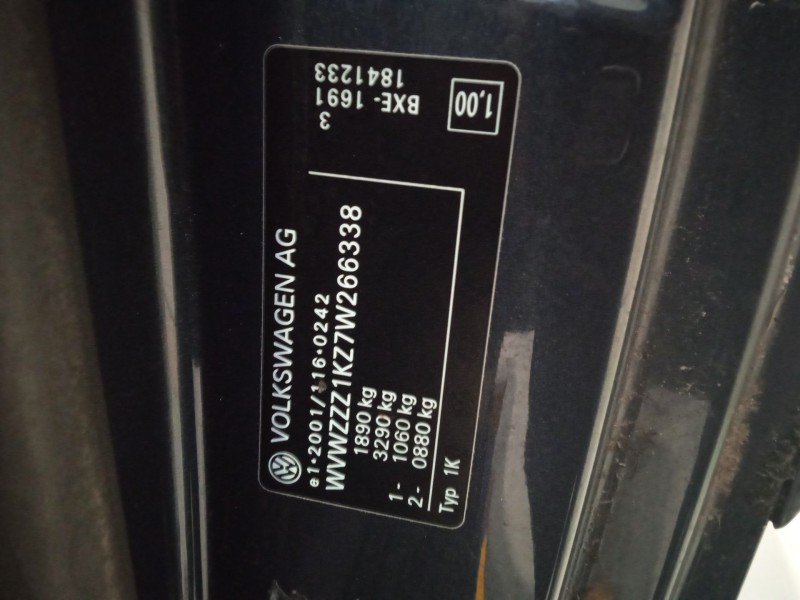 VOLKSWAGEN AG
e1*2001/116*0242
WVWZZZ1KZ7W266338
1890 kg
3290 kg
1- 1060 kg
2- 0880 kg
Typ 1K
3
BXE- 1691
1841233
1,00